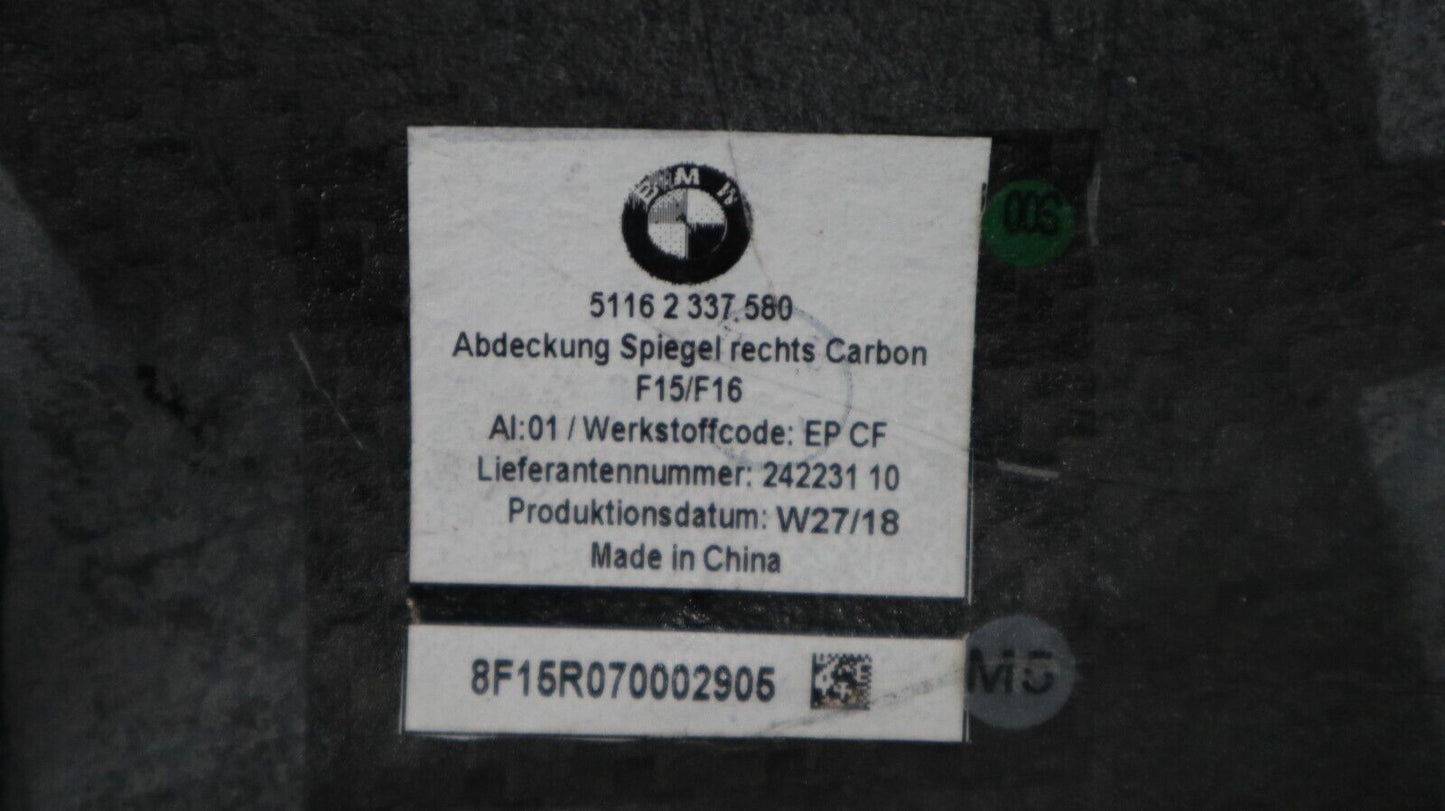 BMW
5116 2 337 580
Abdeckung Spiegel rechts Carbon
F15/F16
AI:01 / Werkstoffcode: EP CF
Lieferantennummer: 242231 10
Produktionsdatum: W27/18
Made in China
8F15R070002905
M5